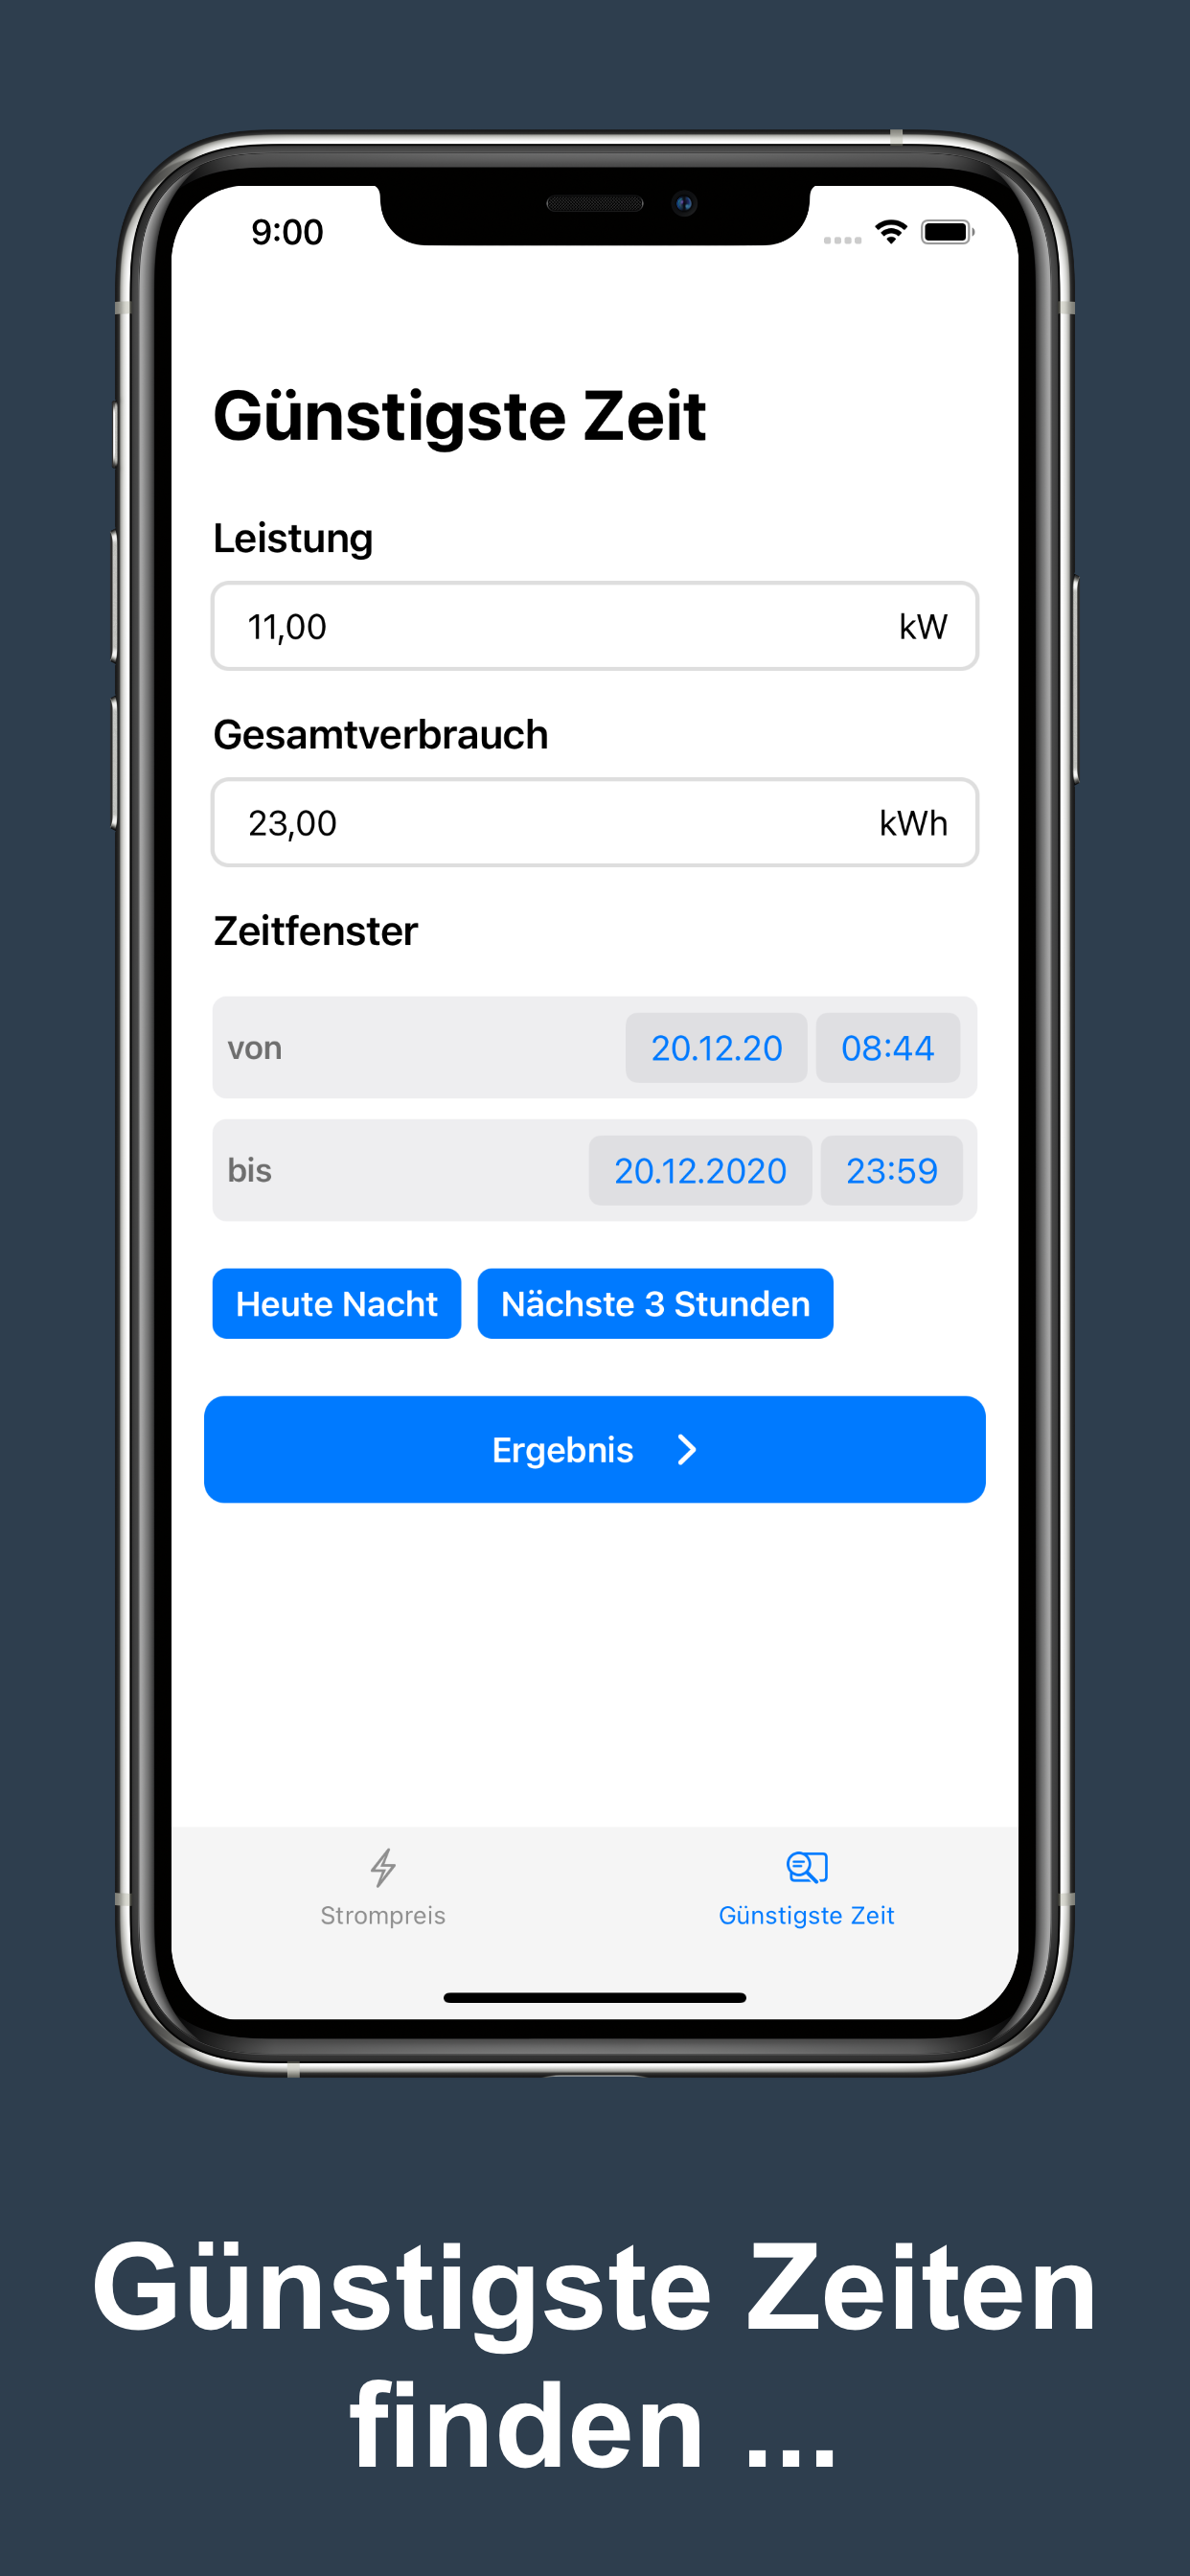 9:00
Günstigste Zeit
Leistung
11,00 kW
Gesamtverbrauch
23,00 kWh
Zeitfenster
von 20.12.20 08:44
bis 20.12.2020 23:59
Heute Nacht Nächste 3 Stunden
Ergebnis
Strompreis Günstigste Zeit
Günstigste Zeiten
finden ...